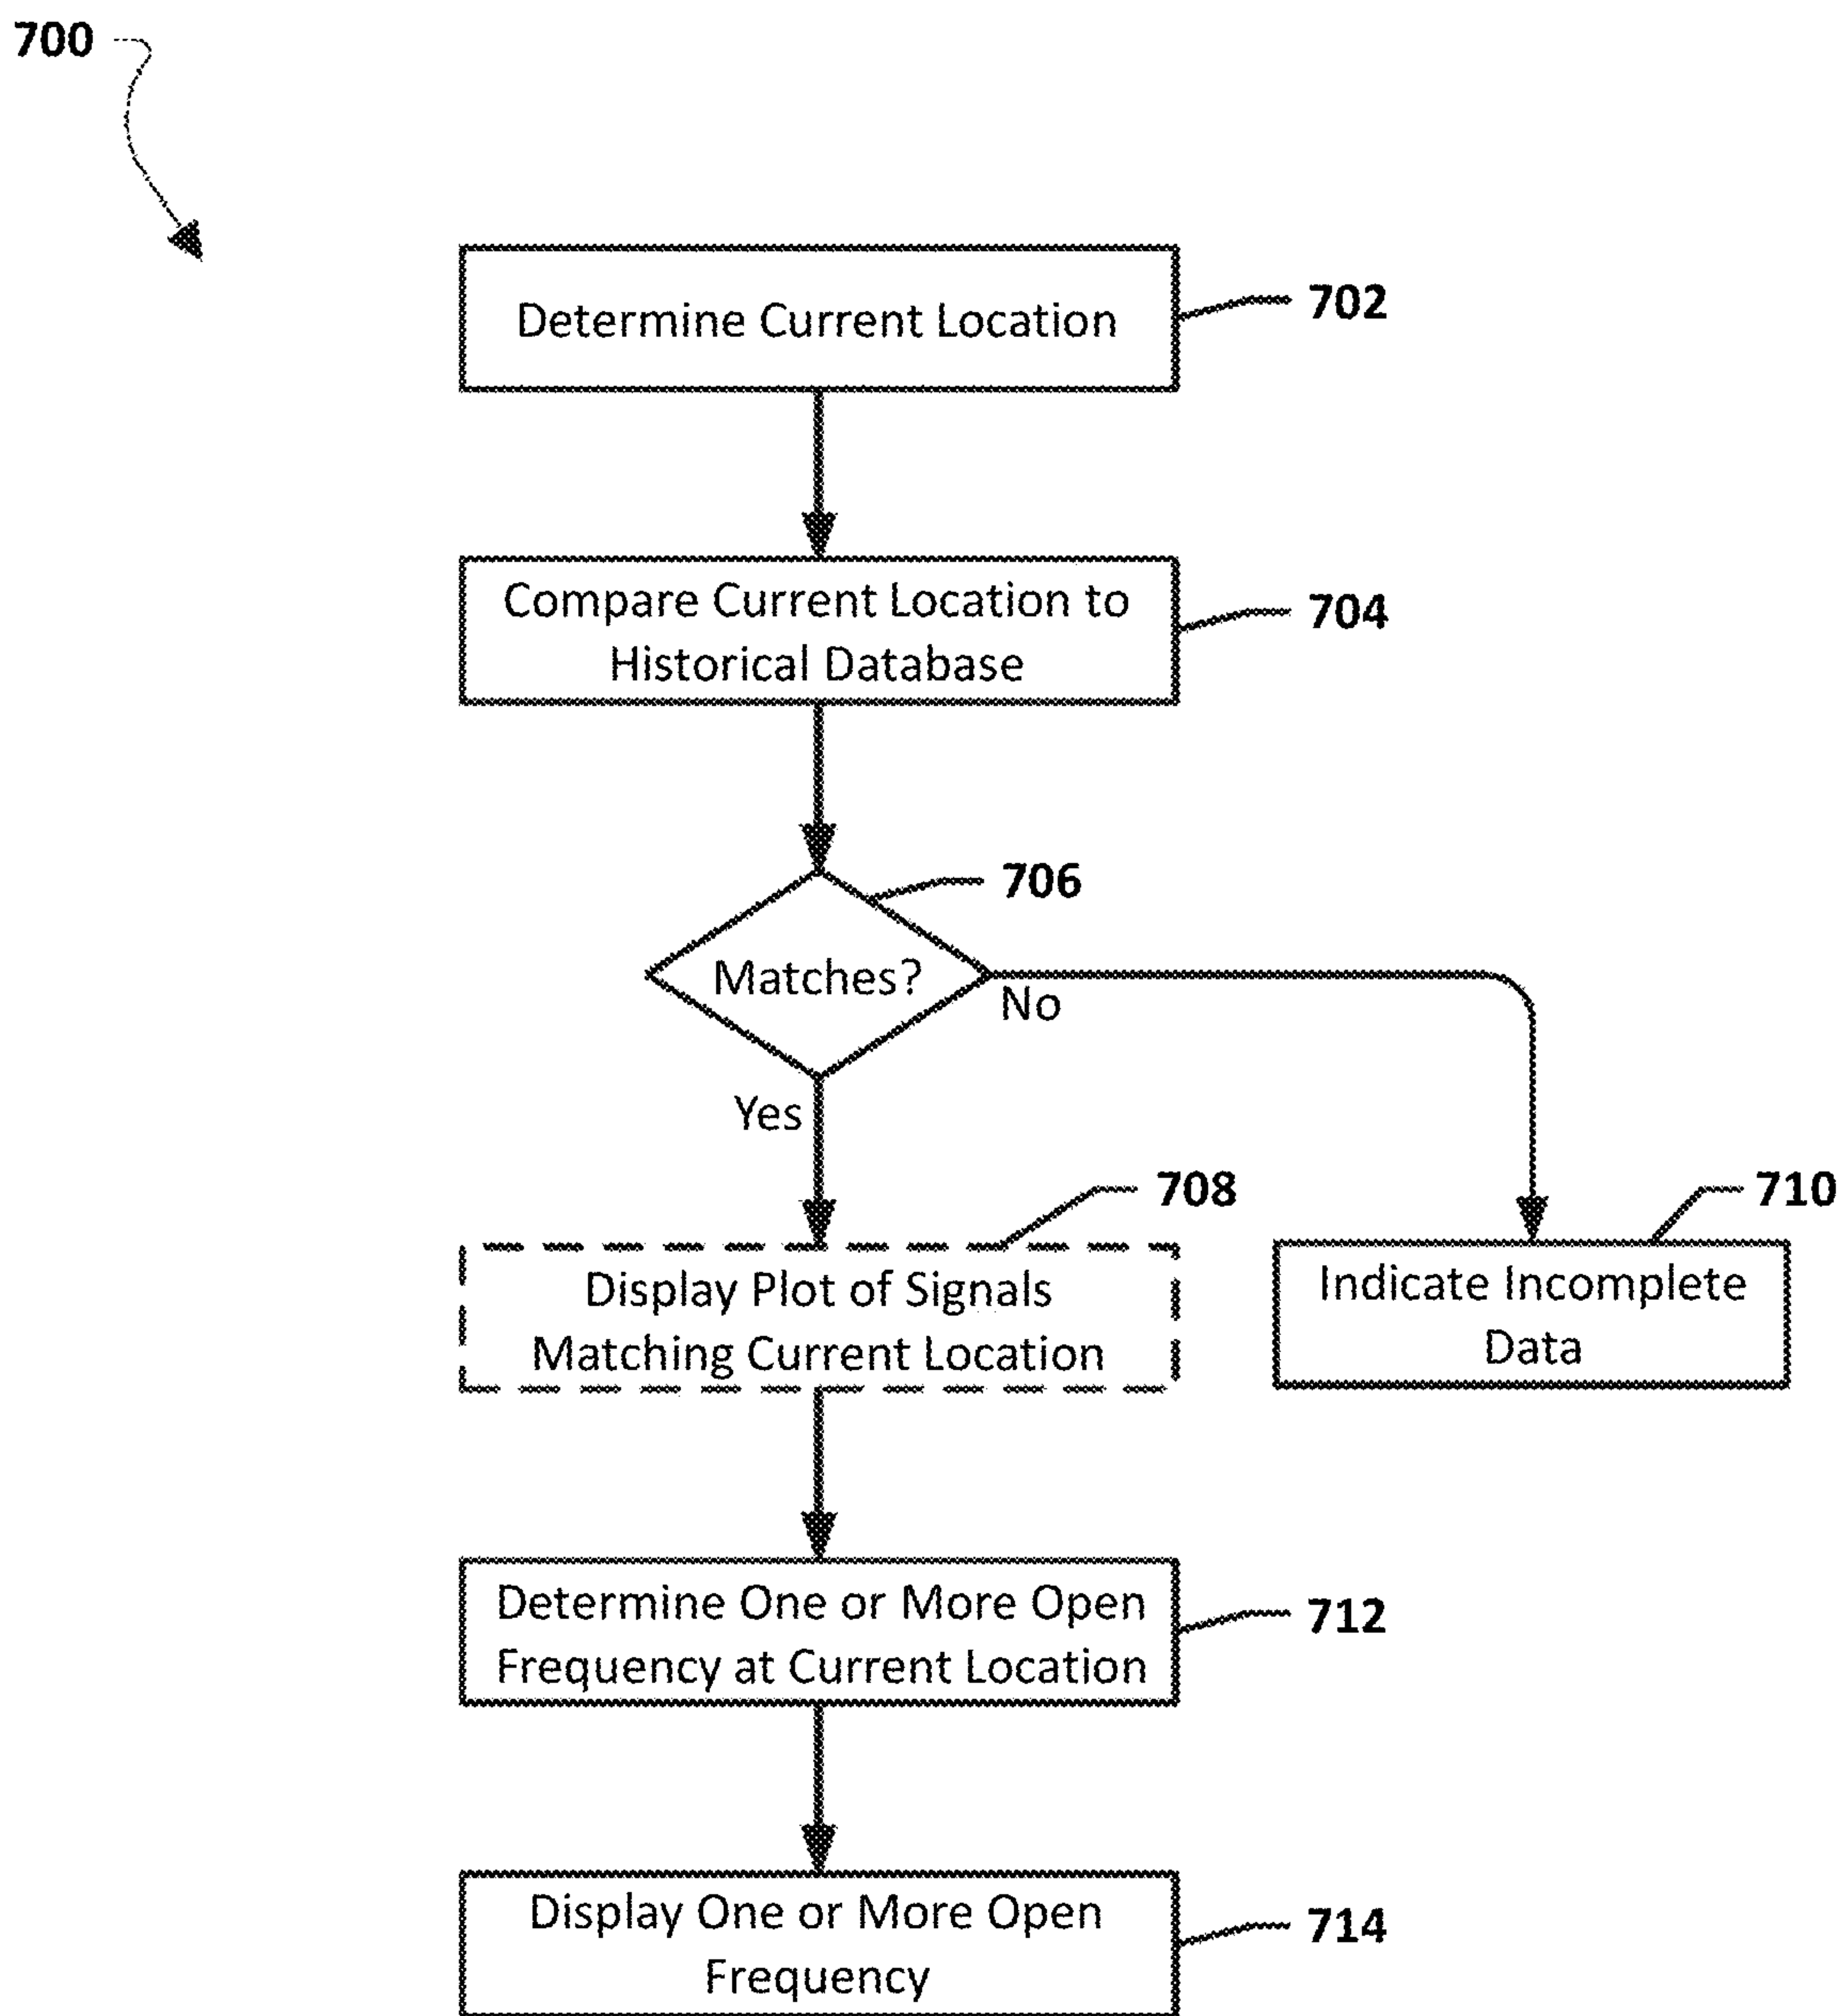 700
Determine Current Location
702
Compare Current Location to
Historical Database
704
706
Matches?
No
Yes
708
710
Display Plot of Signals
Matching Current Location
Indicate Incomplete
Data
Determine One or More Open
Frequency at Current Location
712
Display One or More Open
Frequency
714